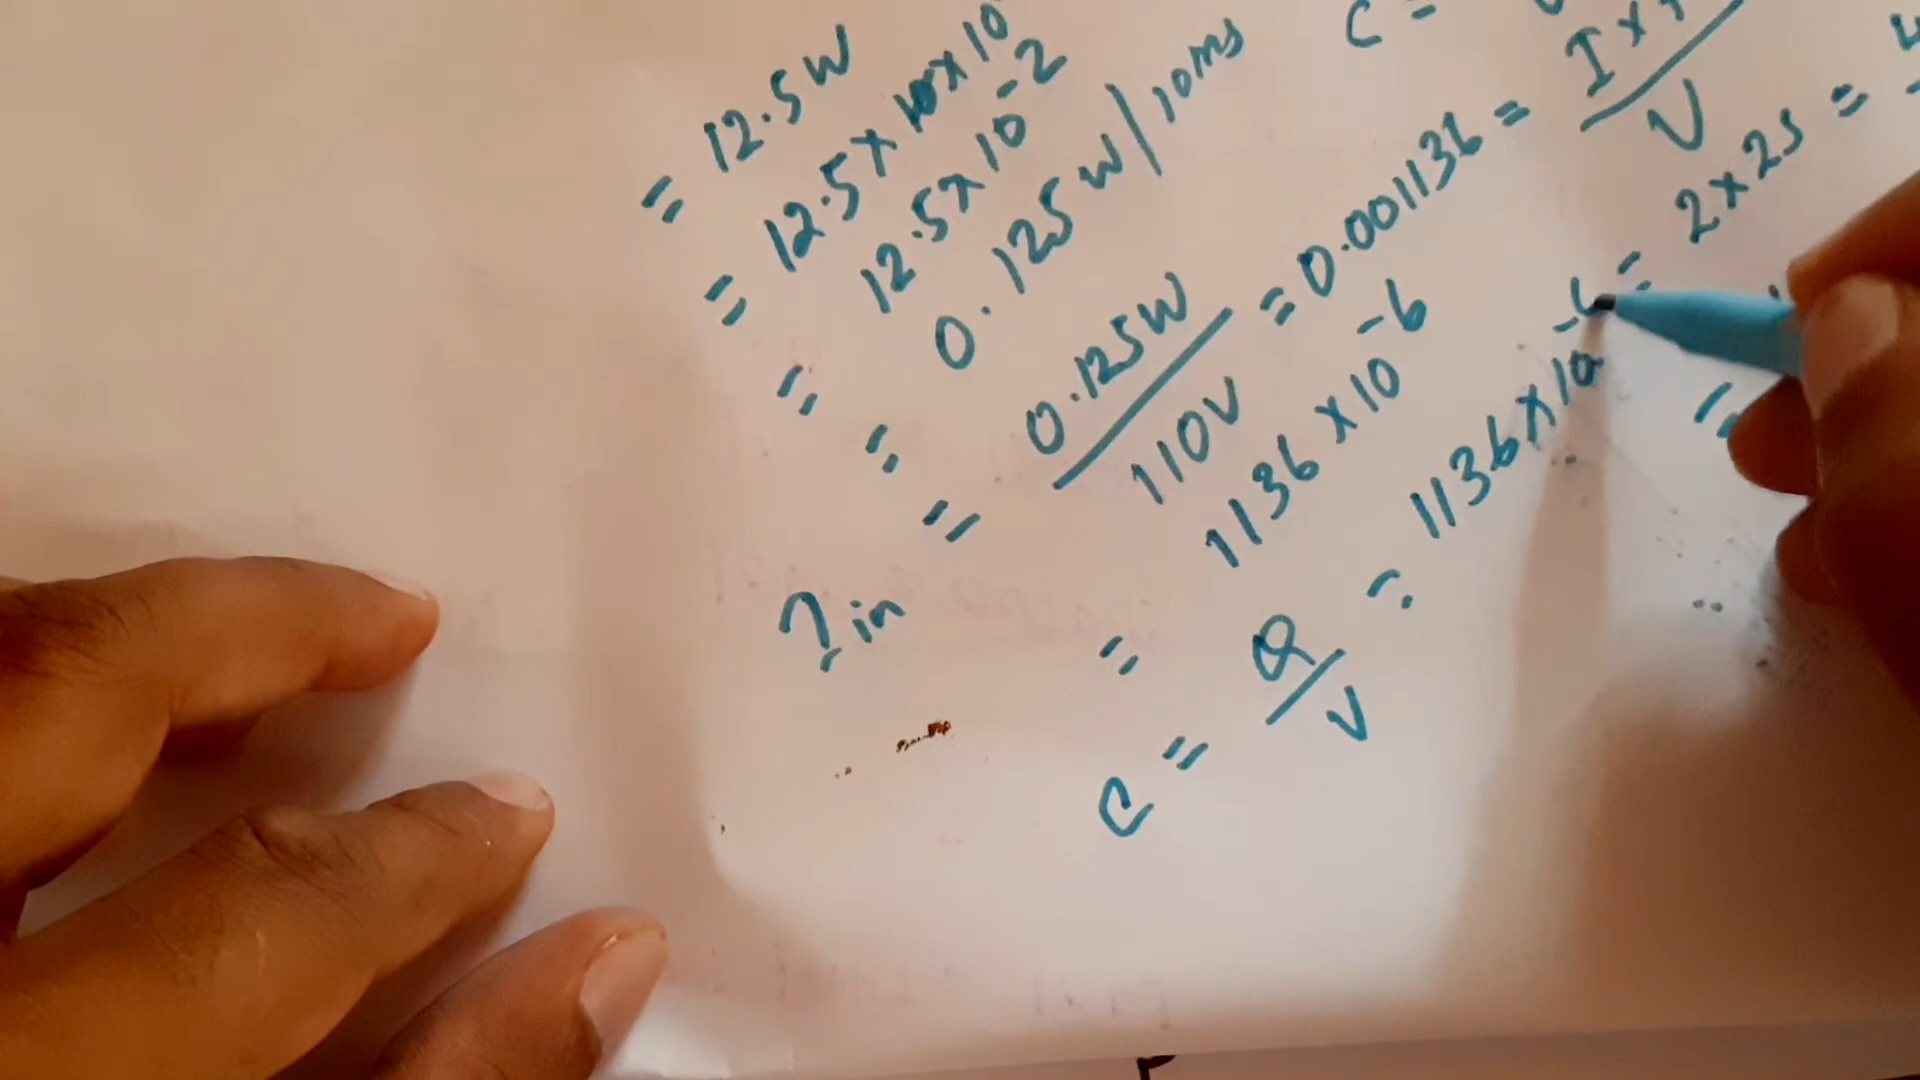 = 12.5W
= 12.5 x 10 x 10
= 12.5 x 10^-2
= 0.125W/10ms
Iin = 0.125W/110V = 0.001136 =
= 1136 x 10^-6
C = Q/V = 1136 x 10^-6 =
C =
I x / V
2 x 25 =
=